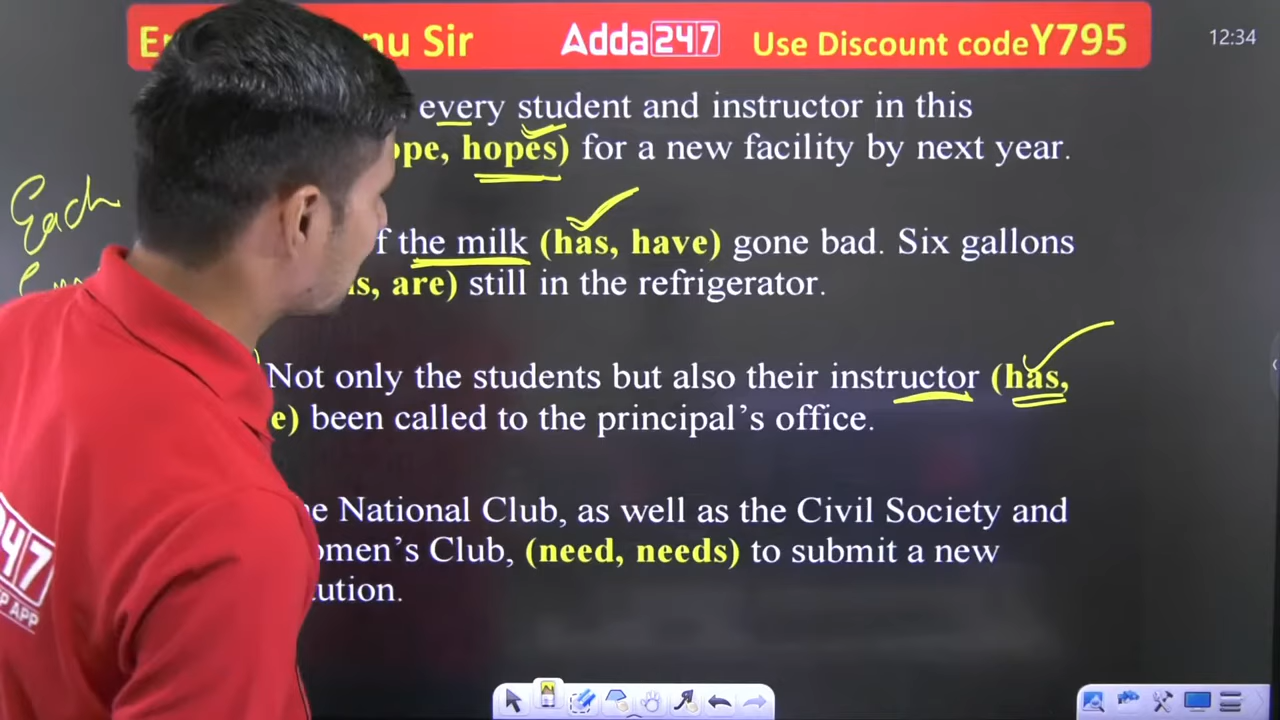 Sir Adda247 Use Discount code Y795
12:34
every student and instructor in this
hopes) for a new facility by next year.
Each
the milk (has, have) gone bad. Six gallons
are) still in the refrigerator.
Not only the students but also their instructor (has,
been called to the principal's office.
National Club, as well as the Civil Society and
Club, (need, needs) to submit a new
247
APP